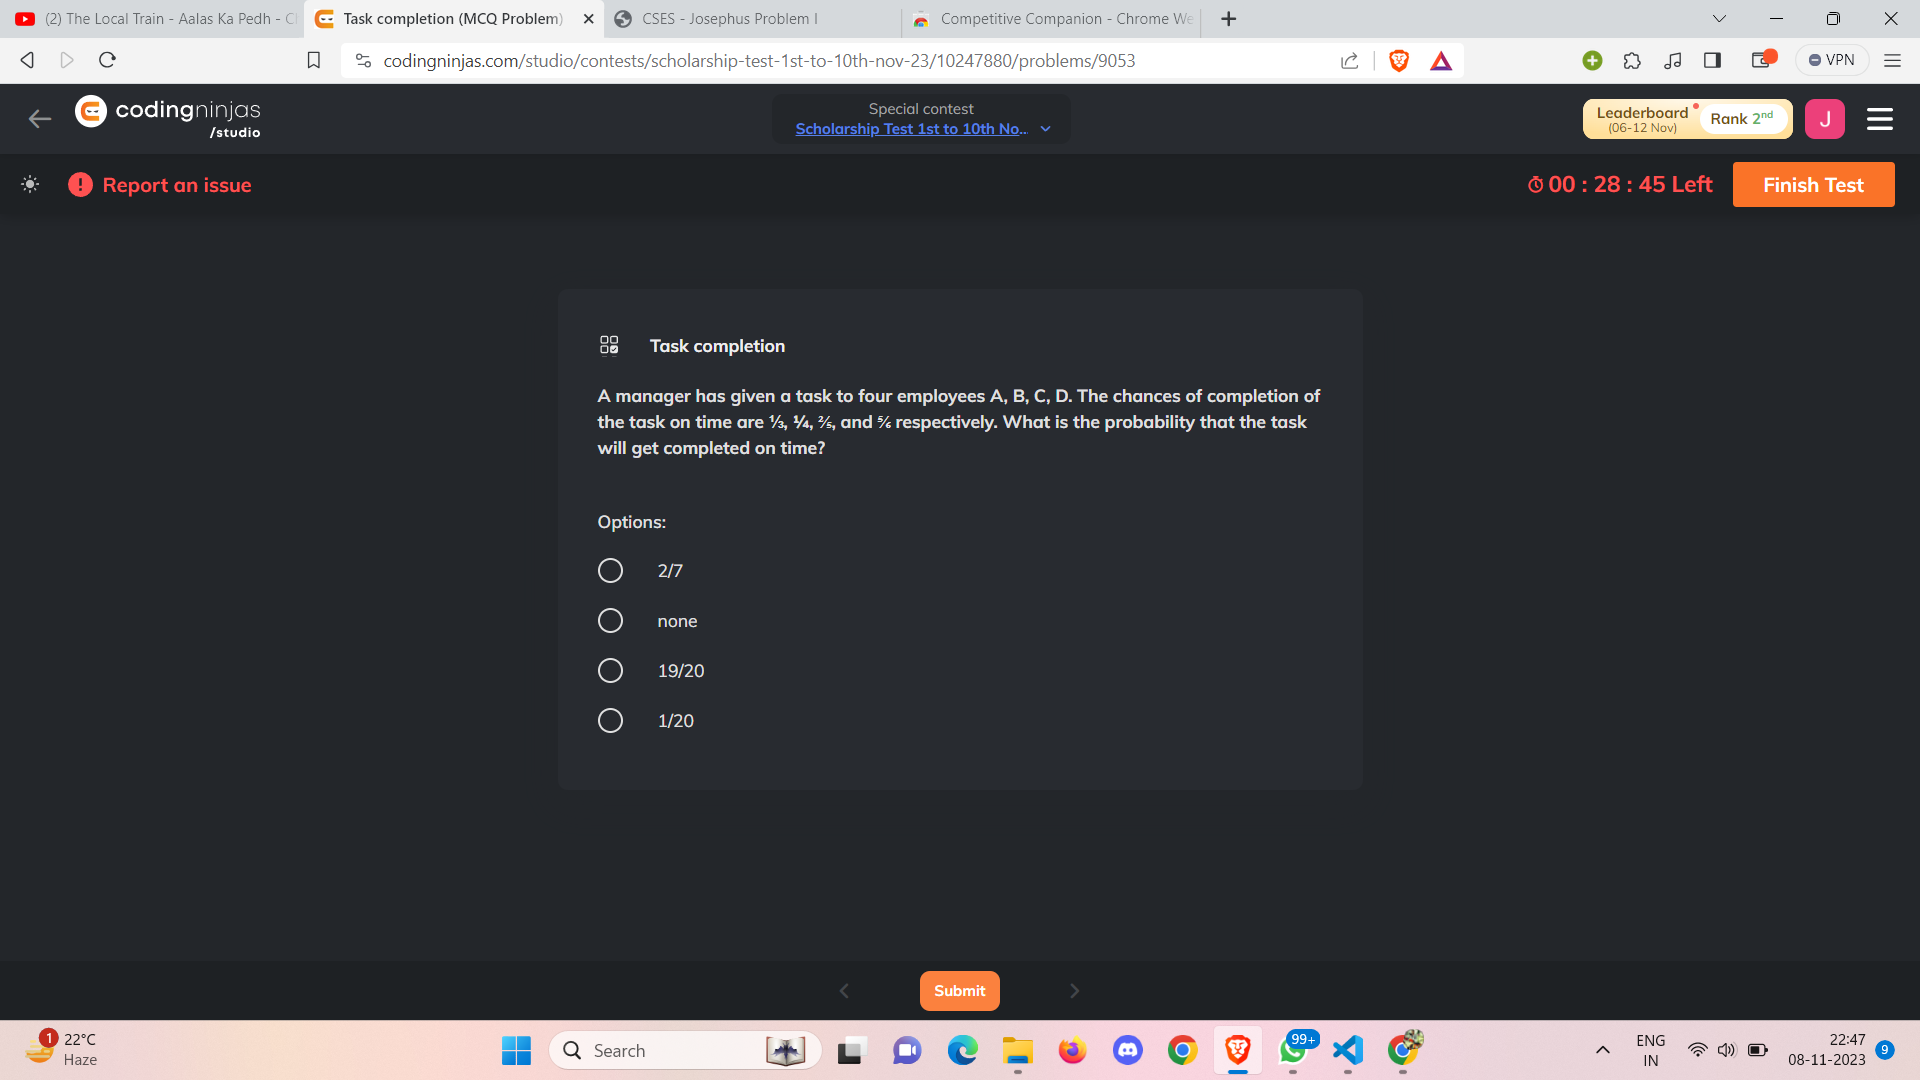 (2) The Local Train - Aalas Ka Pedh - C
Task completion (MCQ Problem)
CSES - Josephus Problem I
Competitive Companion - Chrome We
codingninjas.com/studio/contests/scholarship-test-1st-to-10th-nov-23/10247880/problems/9053
VPN
codingninjas
/studio
Special contest
Scholarship Test 1st to 10th No..
Leaderboard
(06-12 Nov)
Rank 2nd
J
Report an issue
00 : 28 : 45 Left
Finish Test
Task completion
A manager has given a task to four employees A, B, C, D. The chances of completion of
the task on time are ⅓, ¼, ⅖, and ⅚ respectively. What is the probability that the task
will get completed on time?
Options:
2/7
none
19/20
1/20
Submit
1
22°C
Haze
Search
99+
ENG
IN
22:47
08-11-2023
9